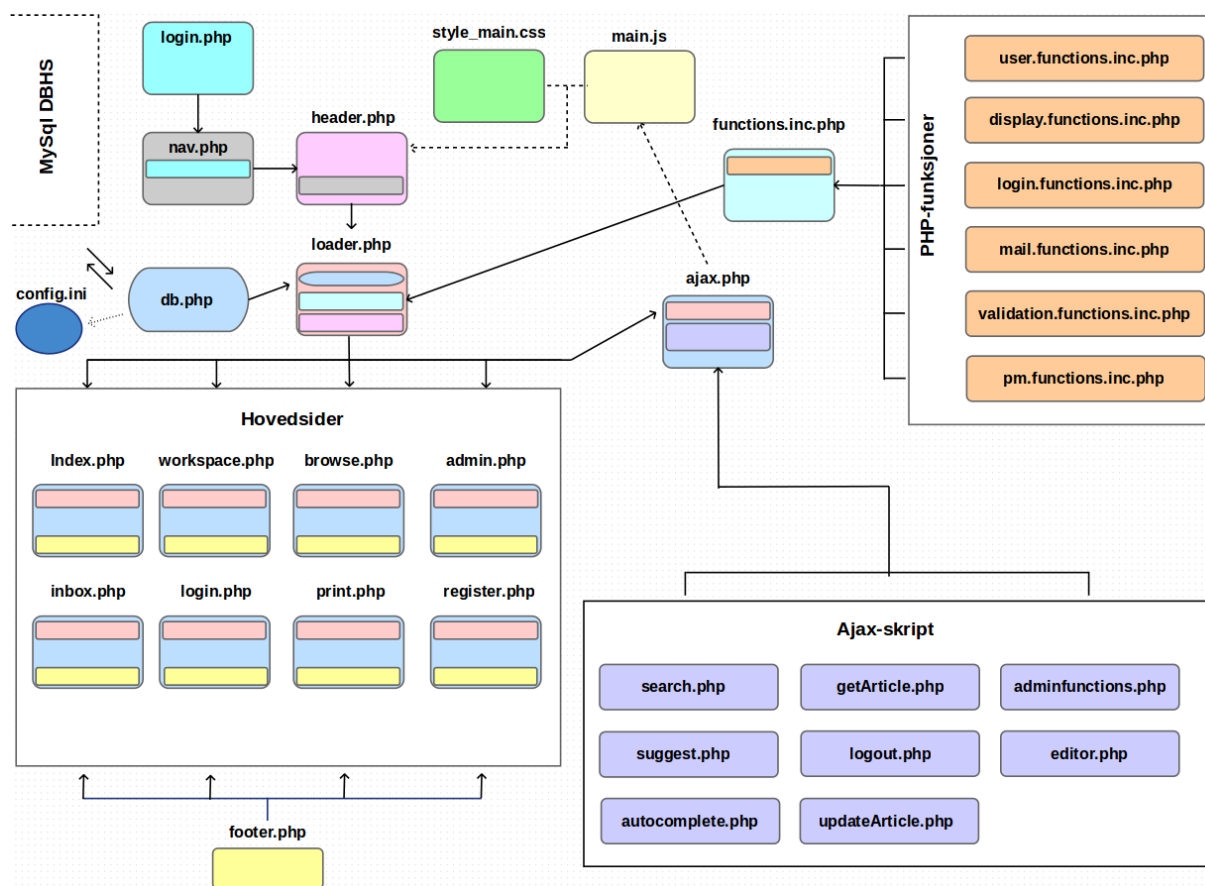 MySql DBHS
login.php
style_main.css
main.js
header.php
nav.php
functions.inc.php
PHP-funksjoner
user.functions.inc.php
display.functions.inc.php
login.functions.inc.php
mail.functions.inc.php
validation.functions.inc.php
pm.functions.inc.php
loader.php
ajax.php
config.ini
db.php
Hovedsider
Index.php
workspace.php
browse.php
admin.php
inbox.php
login.php
print.php
register.php
footer.php
Ajax-skript
search.php
getArticle.php
adminfunctions.php
suggest.php
logout.php
editor.php
autocomplete.php
updateArticle.php